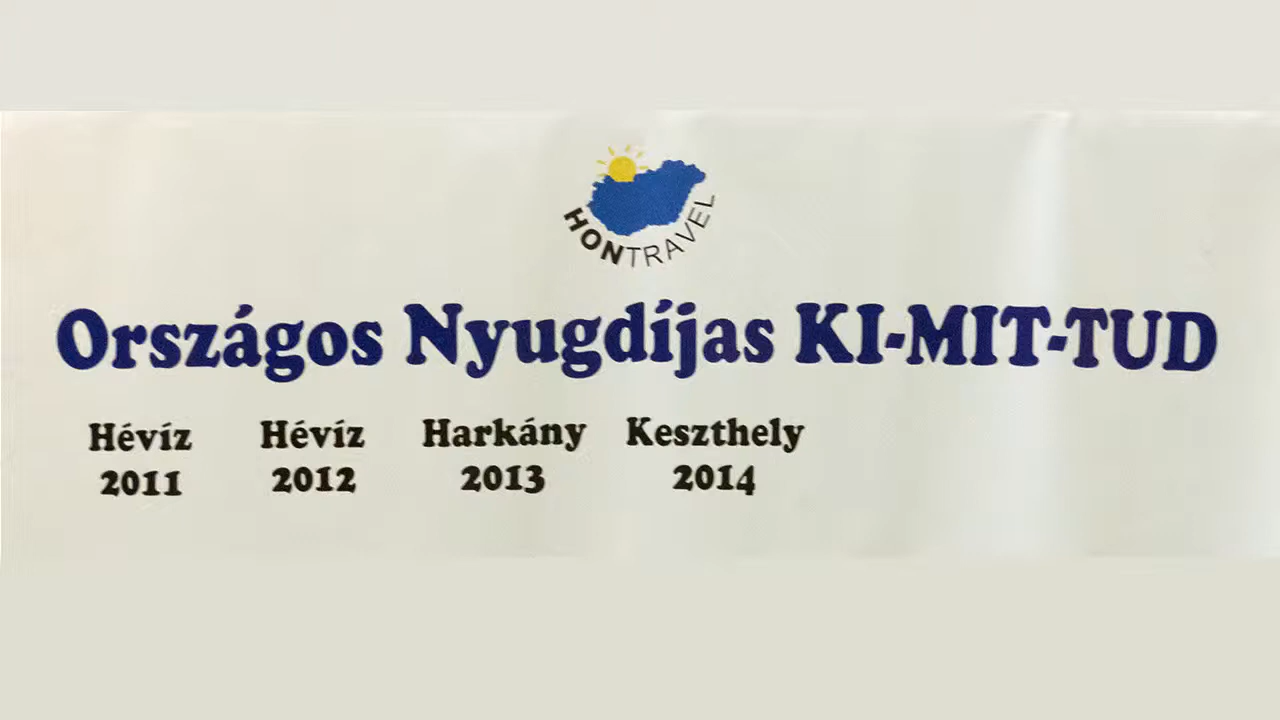 HONTRAVEL
Országos Nyugdíjas KI-MIT-TUD
Hévíz Hévíz Harkány Keszthely
2011 2012 2013 2014